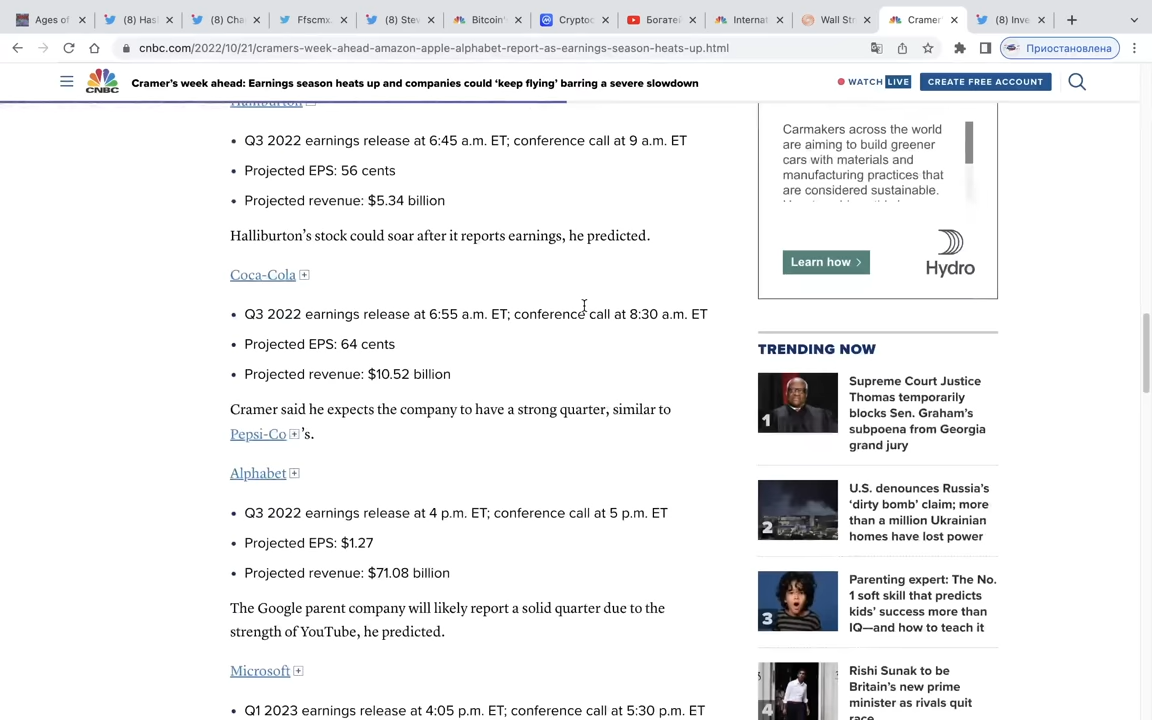 Ages of
(8) Has
(8) Cha
Ffscmx.
(8) Stev
Bitcoin'
Cryptoc
Богатей
Internat
Wall Str
Cramer
(8) Inve
cnbc.com/2022/10/21/cramers-week-ahead-amazon-apple-alphabet-report-as-earnings-season-heats-up.html
Приостановлена
CNBC
Cramer's week ahead: Earnings season heats up and companies could 'keep flying' barring a severe slowdown
WATCH LIVE
CREATE FREE ACCOUNT
Halliburton
• Q3 2022 earnings release at 6:45 a.m. ET; conference call at 9 a.m. ET
• Projected EPS: 56 cents
• Projected revenue: $5.34 billion
Halliburton's stock could soar after it reports earnings, he predicted.
Coca-Cola
• Q3 2022 earnings release at 6:55 a.m. ET; conference call at 8:30 a.m. ET
• Projected EPS: 64 cents
• Projected revenue: $10.52 billion
Cramer said he expects the company to have a strong quarter, similar to
Pepsi-Co's.
Alphabet
• Q3 2022 earnings release at 4 p.m. ET; conference call at 5 p.m. ET
• Projected EPS: $1.27
• Projected revenue: $71.08 billion
The Google parent company will likely report a solid quarter due to the
strength of YouTube, he predicted.
Microsoft
• Q1 2023 earnings release at 4:05 p.m. ET; conference call at 5:30 p.m. ET
Carmakers across the world
are aiming to build greener
cars with materials and
manufacturing practices that
are considered sustainable.
Learn how >
Hydro
TRENDING NOW
1
Supreme Court Justice
Thomas temporarily
blocks Sen. Graham's
subpoena from Georgia
grand jury
2
U.S. denounces Russia's
'dirty bomb' claim; more
than a million Ukrainian
homes have lost power
3
Parenting expert: The No.
1 soft skill that predicts
kids' success more than
IQ—and how to teach it
4
Rishi Sunak to be
Britain's new prime
minister as rivals quit
race